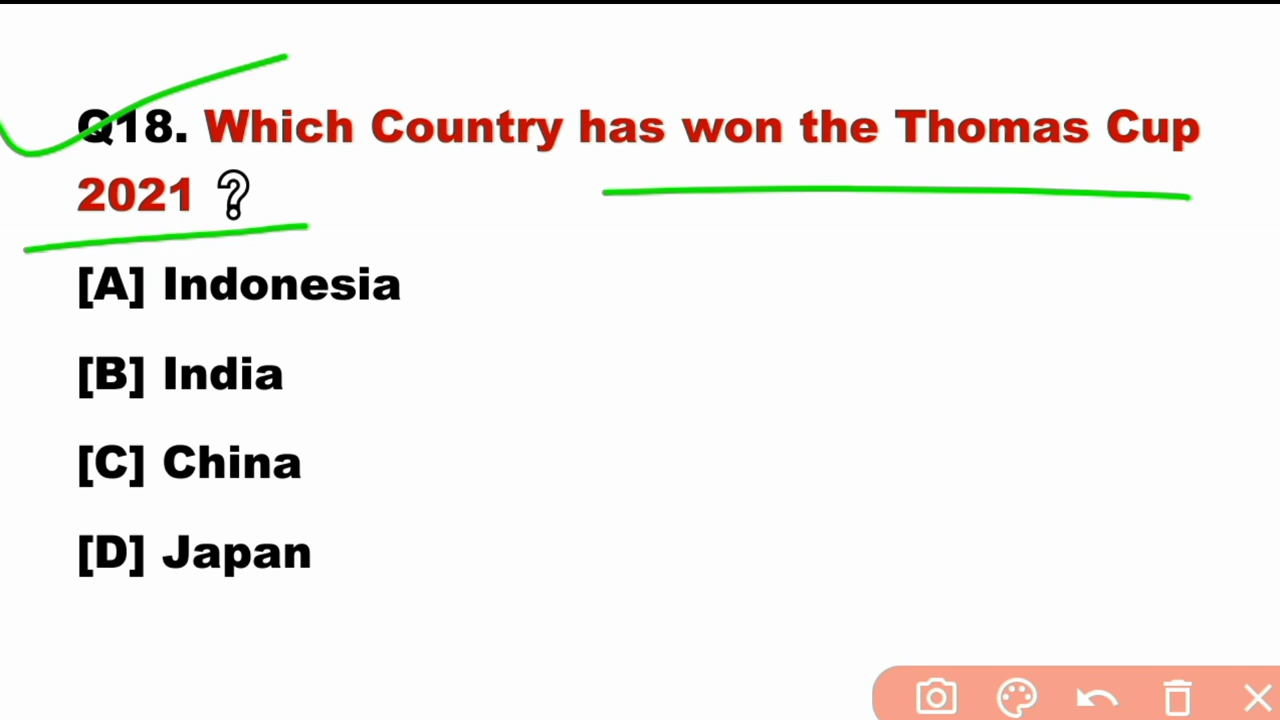 Q18. Which Country has won the Thomas Cup
2021 ?
[A] Indonesia
[B] India
[C] China
[D] Japan